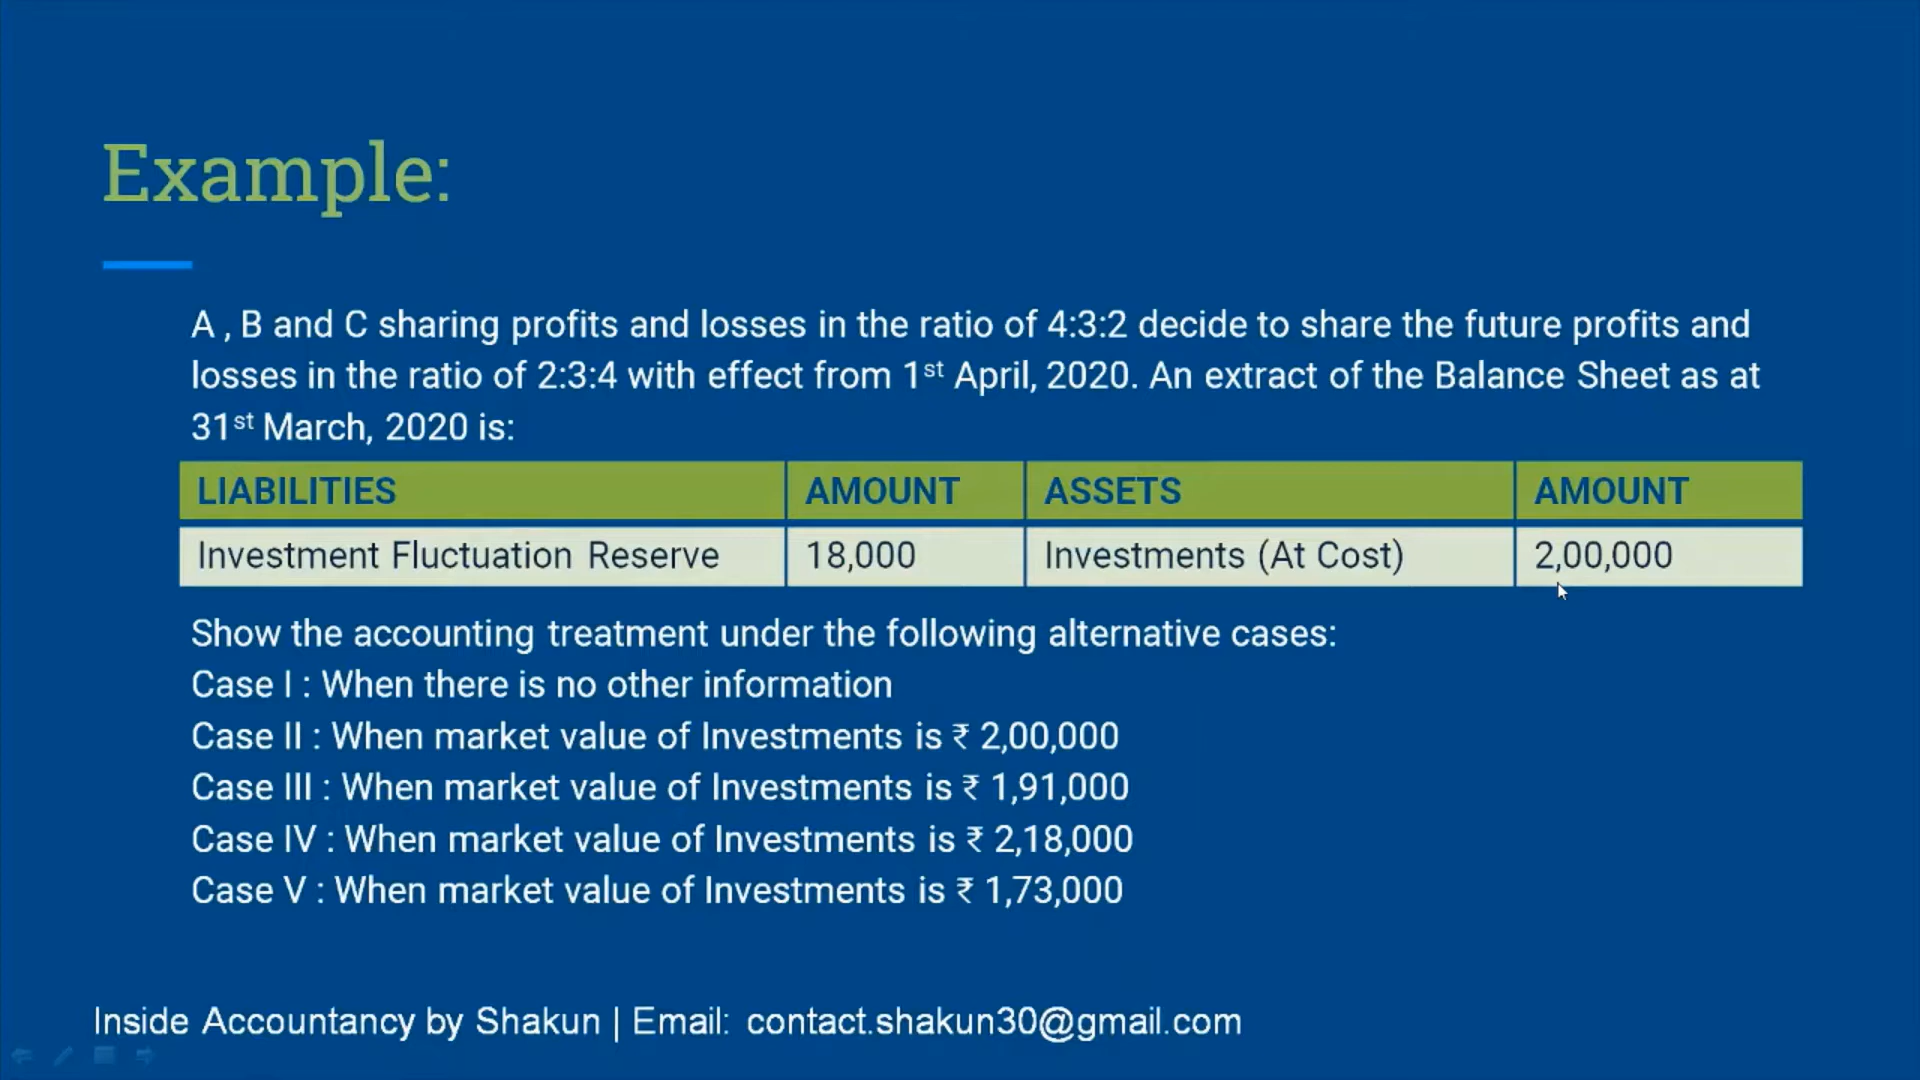 Example:
A , B and C sharing profits and losses in the ratio of 4:3:2 decide to share the future profits and
losses in the ratio of 2:3:4 with effect from 1st April, 2020. An extract of the Balance Sheet as at
31st March, 2020 is:
LIABILITIES AMOUNT ASSETS AMOUNT
Investment Fluctuation Reserve 18,000 Investments (At Cost) 2,00,000
Show the accounting treatment under the following alternative cases:
Case I : When there is no other information
Case II : When market value of Investments is ₹ 2,00,000
Case III : When market value of Investments is ₹ 1,91,000
Case IV : When market value of Investments is ₹ 2,18,000
Case V : When market value of Investments is ₹ 1,73,000
Inside Accountancy by Shakun | Email: contact.shakun30@gmail.com